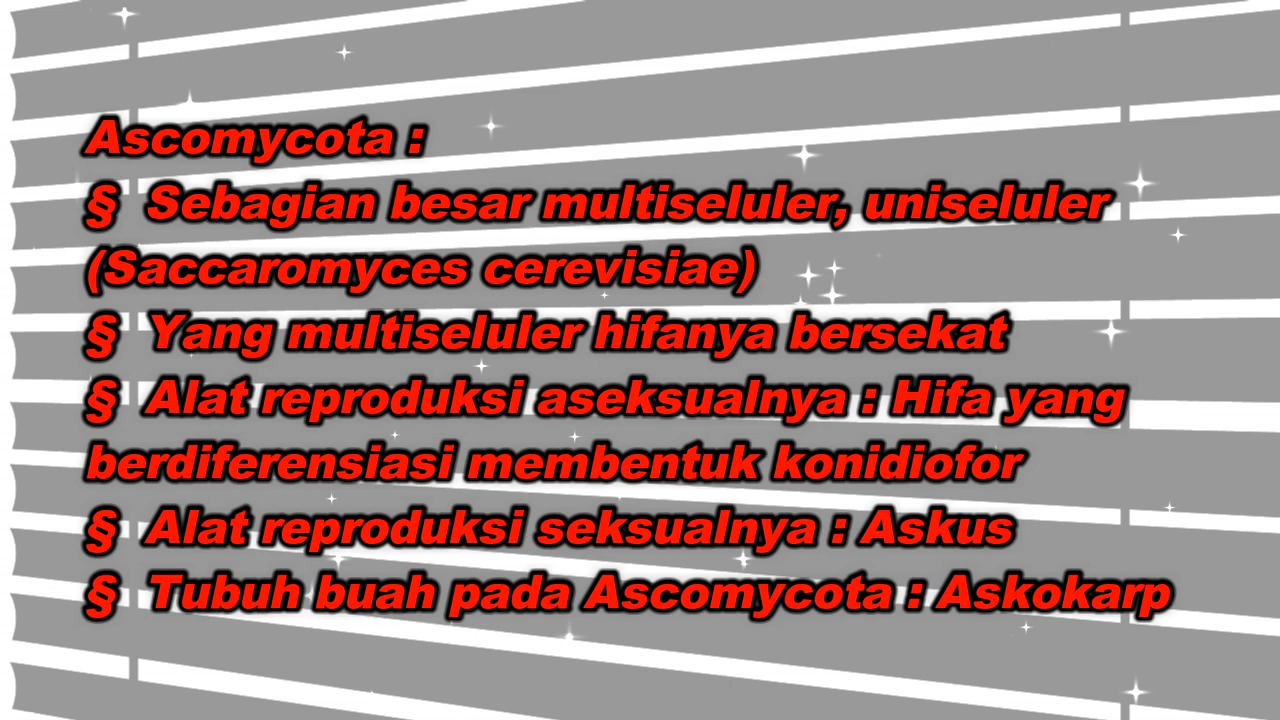 Ascomycota :
§ Sebagian besar multiseluler, uniseluler
(Saccaromyces cerevisiae)
§ Yang multiseluler hifanya bersekat
§ Alat reproduksi aseksualnya : Hifa yang
berdiferensiasi membentuk konidiofor
§ Alat reproduksi seksualnya : Askus
§ Tubuh buah pada Ascomycota : Askokarp